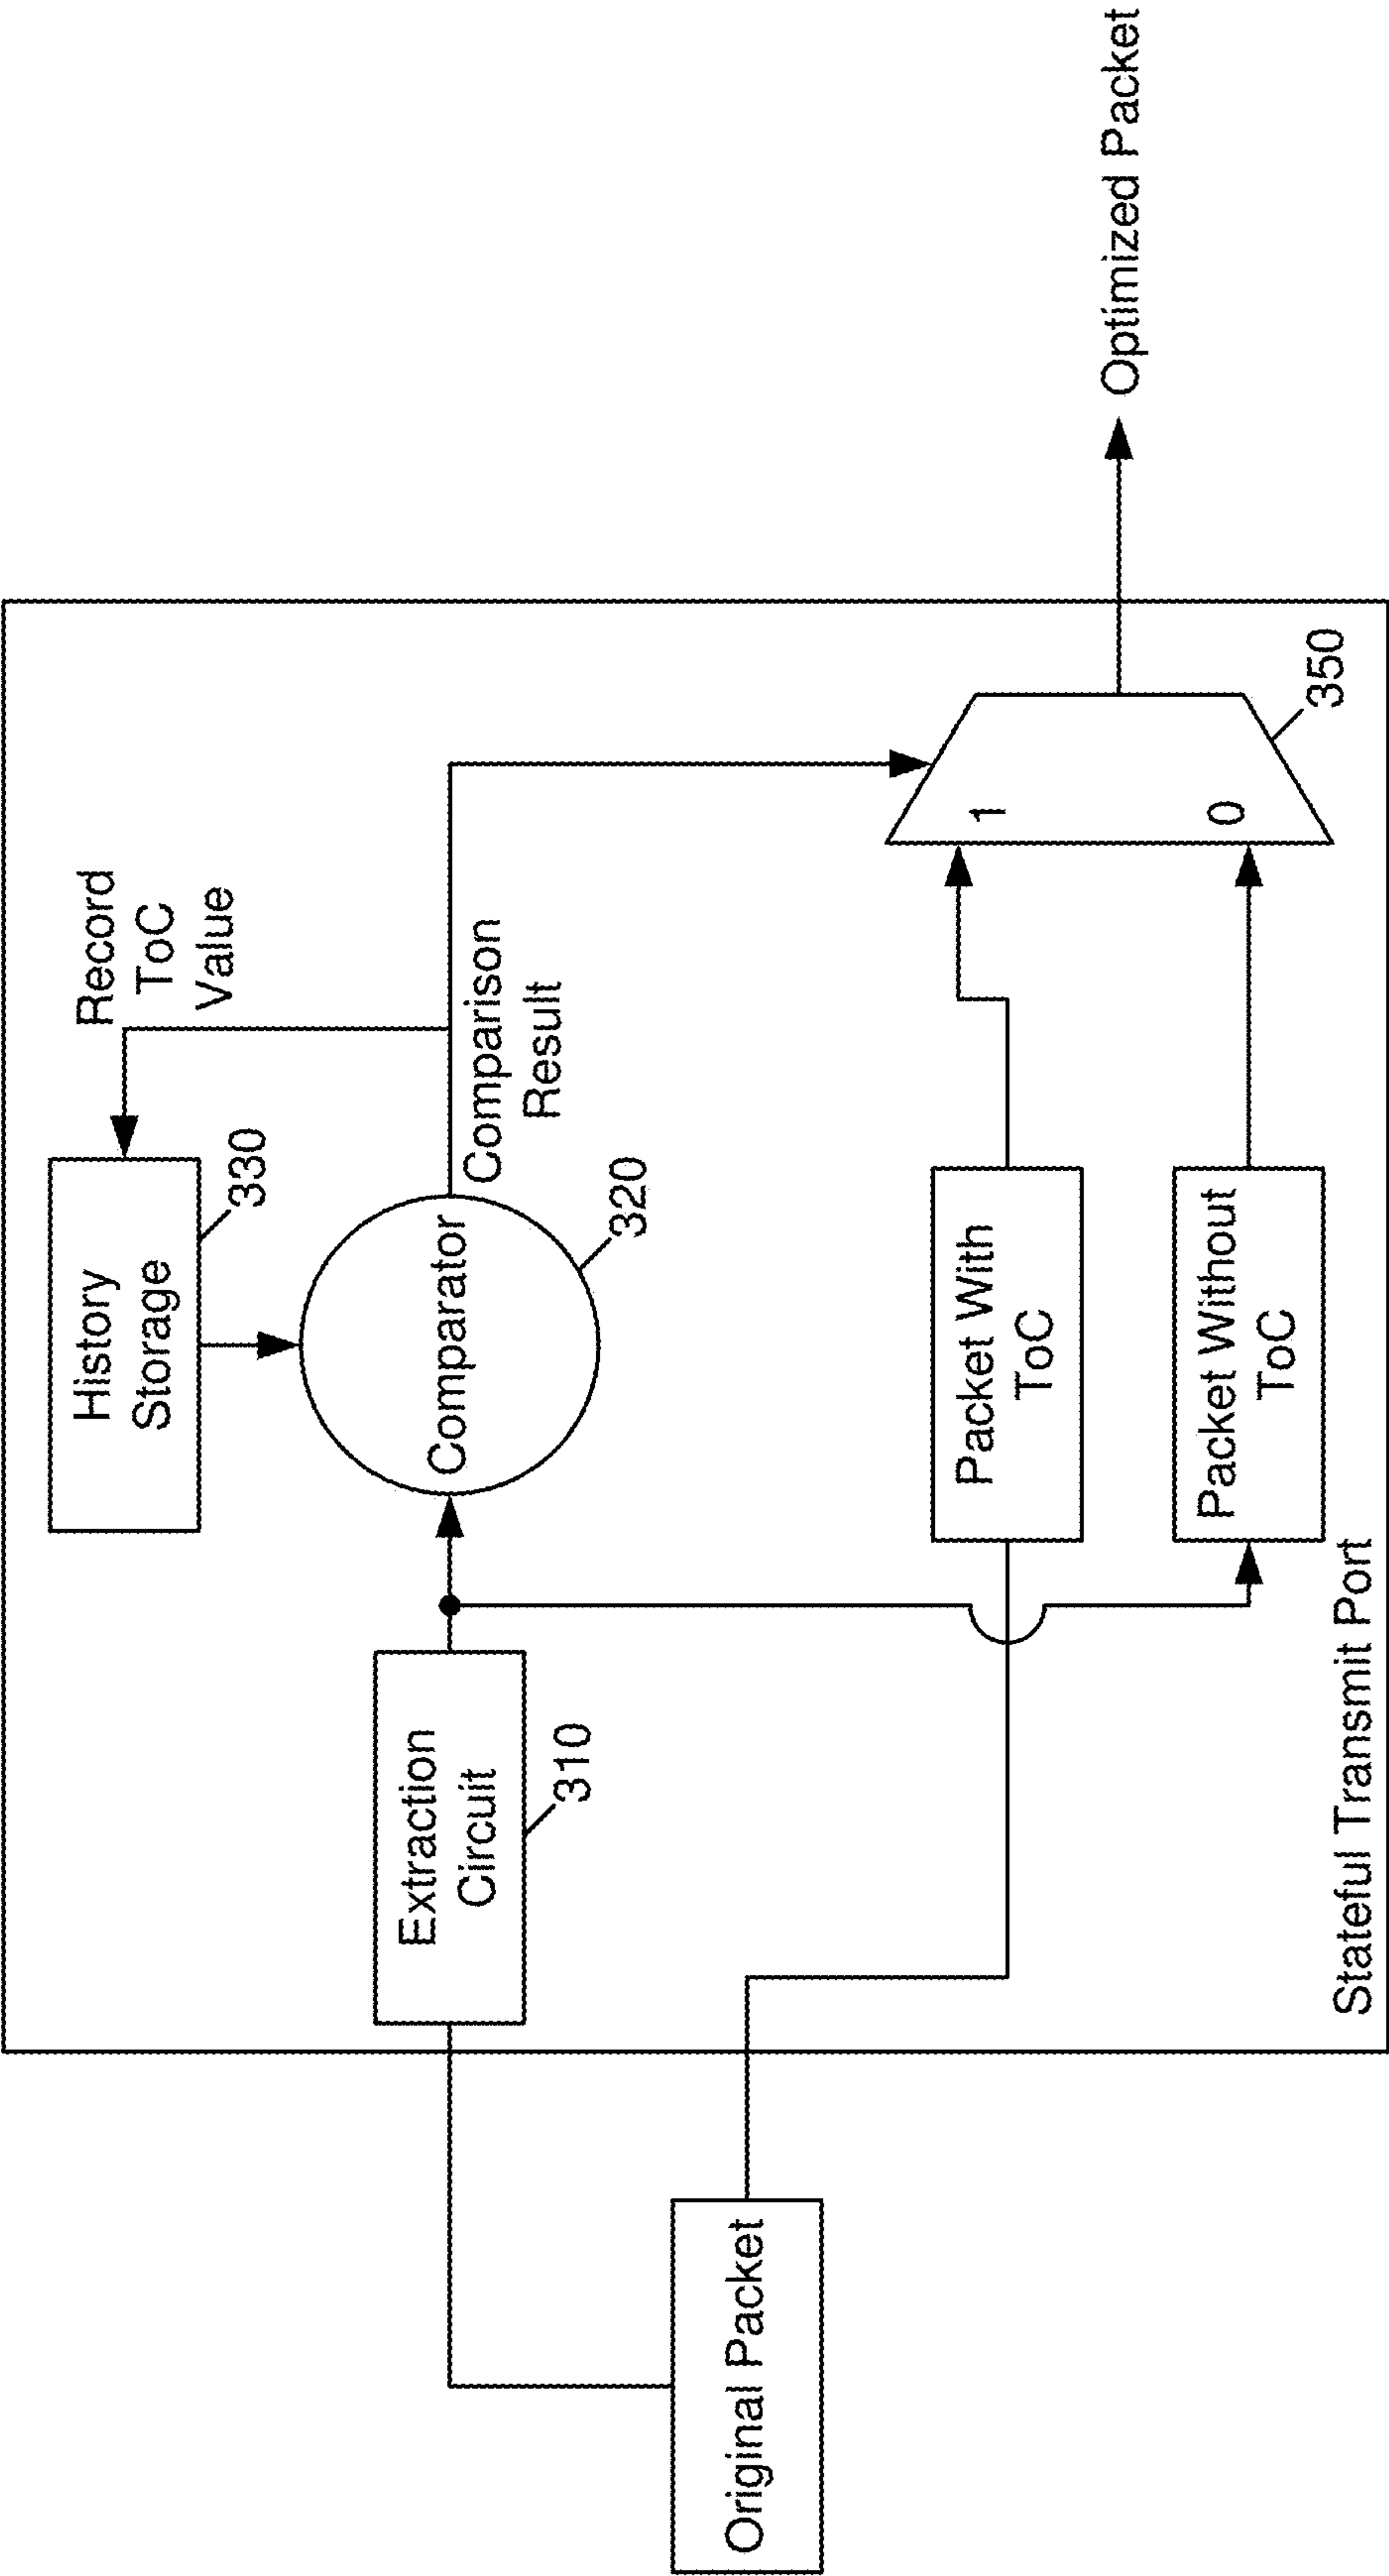 Original Packet
Extraction
Circuit
310
History
Storage
330
Record
ToC
Value
Comparator
320
Comparison
Result
Packet With
ToC
Packet Without
ToC
1
0
350
Stateful Transmit Port
Optimized Packet